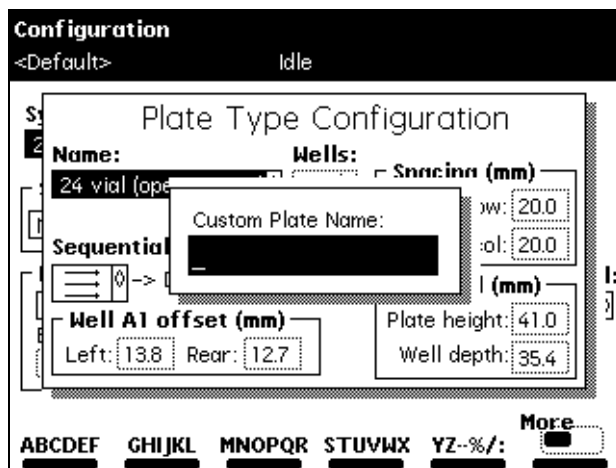 Configuration
<Default> Idle
Plate Type Configuration
Name: Wells:
24 vial (ope
Spacing (mm)
20.0
Custom Plate Name:
20.0
Sequential
(mm)
Well A1 offset (mm)
Plate height: 41.0
Left: 13.8 Rear: 12.7
Well depth: 35.4
More
ABCDEF GHIJKL MNOPQR STUVWX YZ--%/: